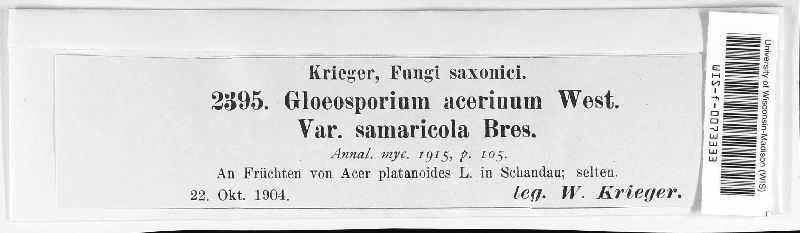 Krieger, Fungi saxonici.
2395. Gloeosporium acerinum West.
Var. samaricola Bres.
Annal. myc. 1915, p. 105.
An Früchten von Acer platanoides L. in Schandau; selten.
22. Okt. 1904. leg. W. Krieger.
University of Wisconsin-Madison (WIS)
WIS-f-0073333